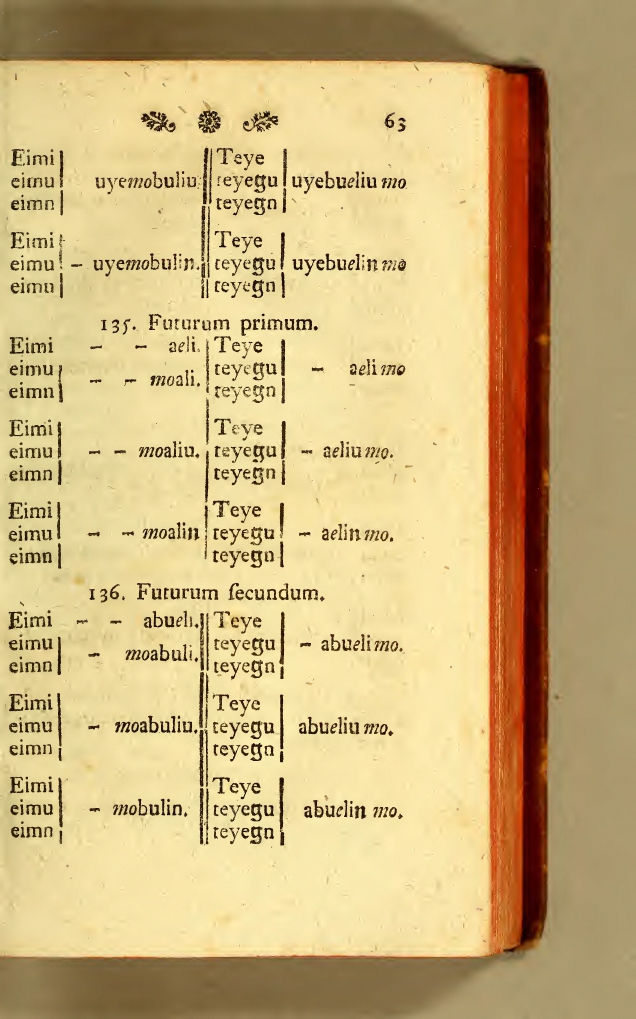 63
Eimi Teye
eimu uyemobuliu. teyegu uyebueliu mo
eimn teyegn
Eimi Teye
eimu - uyemobulin. teyegu uyebuelin mo
eimn teyegn
135. Futurum primum.
Eimi - - aeli. Teye
eimu - - moali. teyegu - aeli mo
eimn teyegn
Eimi Teye
eimu - - moaliu. teyegu - aeliu mo.
eimn teyegn
Eimi Teye
eimu - - moalin teyegu - aelin mo.
eimn teyegn
136. Futurum ſecundum.
Eimi - - abueli. Teye
eimu - moabuli. teyegu - abueli mo.
eimn teyegn
Eimi Teye
eimu - moabuliu. teyegu abueliu mo.
eimn teyegn
Eimi Teye
eimu - mobulin. teyegu abuelin mo.
eimn teyegn